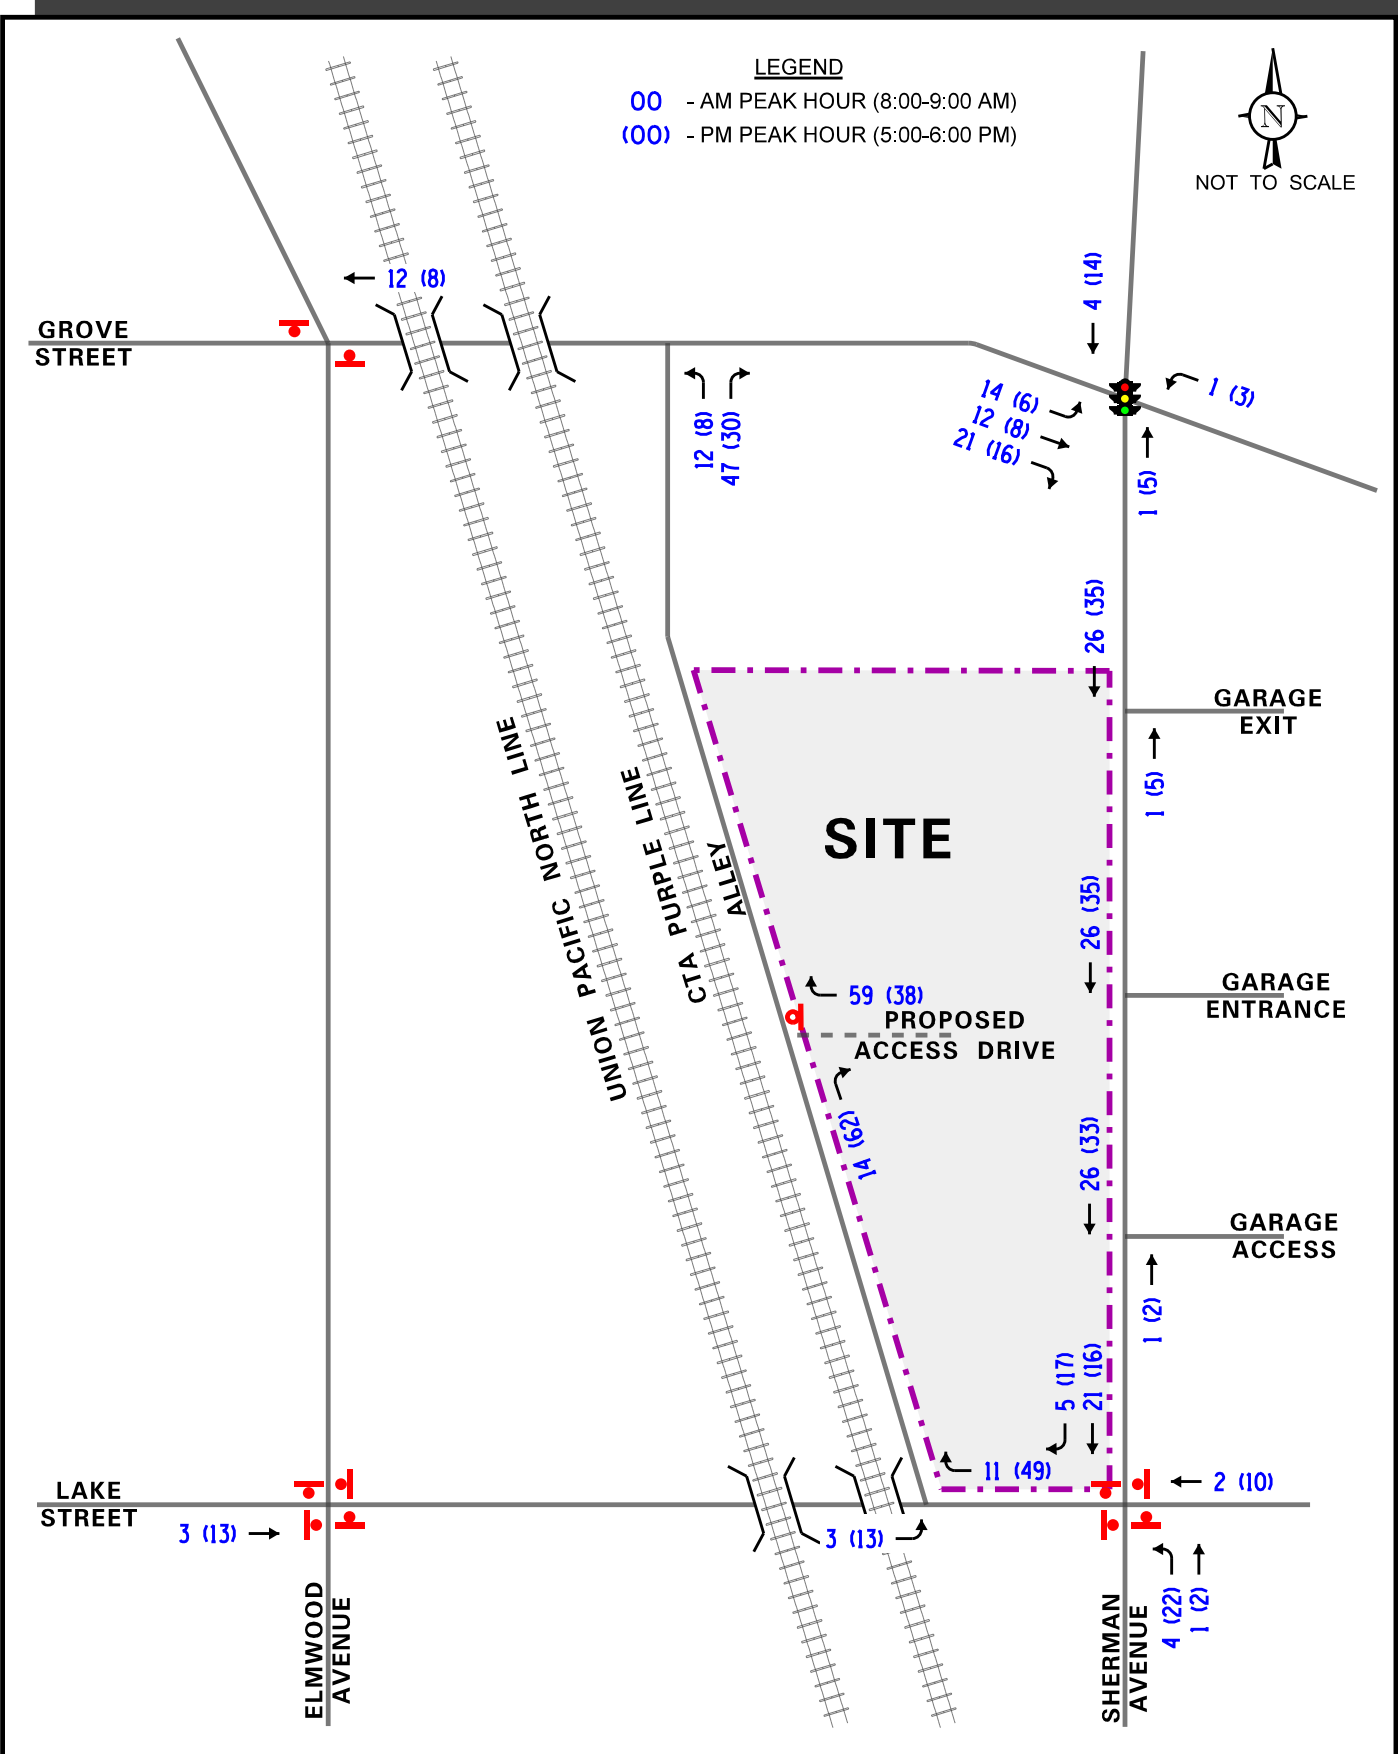 LEGEND
00 - AM PEAK HOUR (8:00-9:00 AM)
(00) - PM PEAK HOUR (5:00-6:00 PM)
N
NOT TO SCALE
4 (14)
12 (8)
GROVE
STREET
1 (3)
14 (6)
12 (8)
21 (16)
12 (8)
47 (30)
1 (5)
26 (35)
GARAGE
EXIT
1 (5)
UNION PACIFIC NORTH LINE
CTA PURPLE LINE
ALLEY
SITE
26 (35)
GARAGE
ENTRANCE
59 (38)
PROPOSED
ACCESS DRIVE
14 (62)
26 (33)
GARAGE
ACCESS
1 (2)
5 (17)
21 (16)
11 (49)
2 (10)
LAKE
STREET
3 (13)
3 (13)
4 (22)
1 (2)
ELMWOOD
AVENUE
SHERMAN
AVENUE